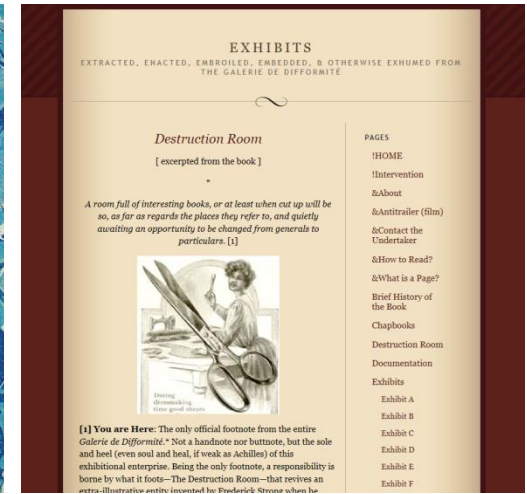 EXHIBITS
EXTRACTED, ENACTED, EMBROILED, EMBEDDED, & OTHERWISE EXHUMED FROM
THE GALERIE DE DIFFORMITÉ
Destruction Room
[ excerpted from the book ]
*
A room full of interesting books, or at least when cut up will be
so, as far as regards the places they refer to, and quietly
awaiting an opportunity to be changed from generals to
particulars. [1]
During
dressmaking
time good shears
[1] You are Here: The only official footnote from the entire
Galerie de Difformité.* Not a handnote nor buttnote, but the sole
and heel (even soul and heal, if weak as Achilles) of this
exhibitional enterprise. Being the only footnote, a responsibility is
borne by what it foots—The Destruction Room—that revives an
extra-illustrative entity invented by Frederick Strong when he
PAGES
!HOME
!Intervention
&About
&Antitrailer (film)
&Contact the
Undertaker
&How to Read?
&What is a Page?
Brief History of
the Book
Chapbooks
Destruction Room
Documentation
Exhibits
Exhibit A
Exhibit B
Exhibit C
Exhibit D
Exhibit E
Exhibit F